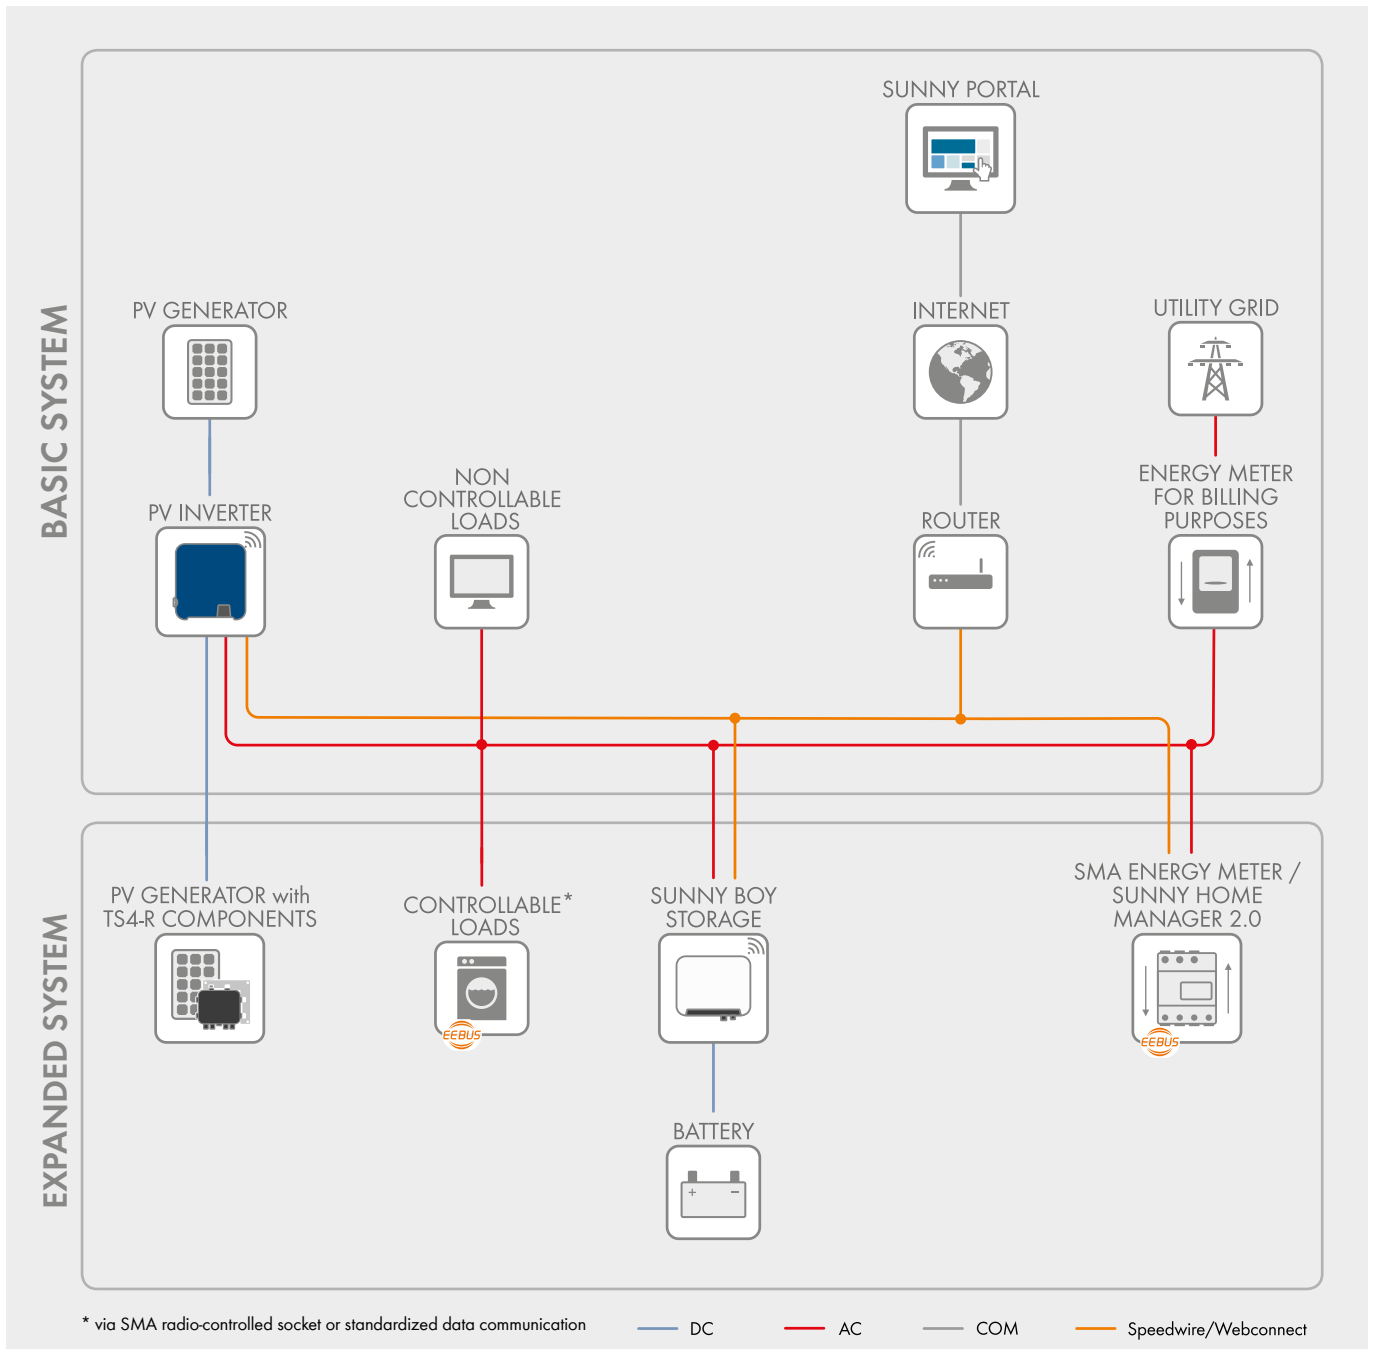 BASIC SYSTEM
SUNNY PORTAL
PV GENERATOR
INTERNET
UTILITY GRID
PV INVERTER
NON
CONTROLLABLE
LOADS
ROUTER
ENERGY METER
FOR BILLING
PURPOSES
EXPANDED SYSTEM
PV GENERATOR with
TS4-R COMPONENTS
CONTROLLABLE*
LOADS
EEBUS
SUNNY BOY
STORAGE
SMA ENERGY METER /
SUNNY HOME
MANAGER 2.0
EEBUS
BATTERY
+ −
* via SMA radio-controlled socket or standardized data communication
DC
AC
COM
Speedwire/Webconnect